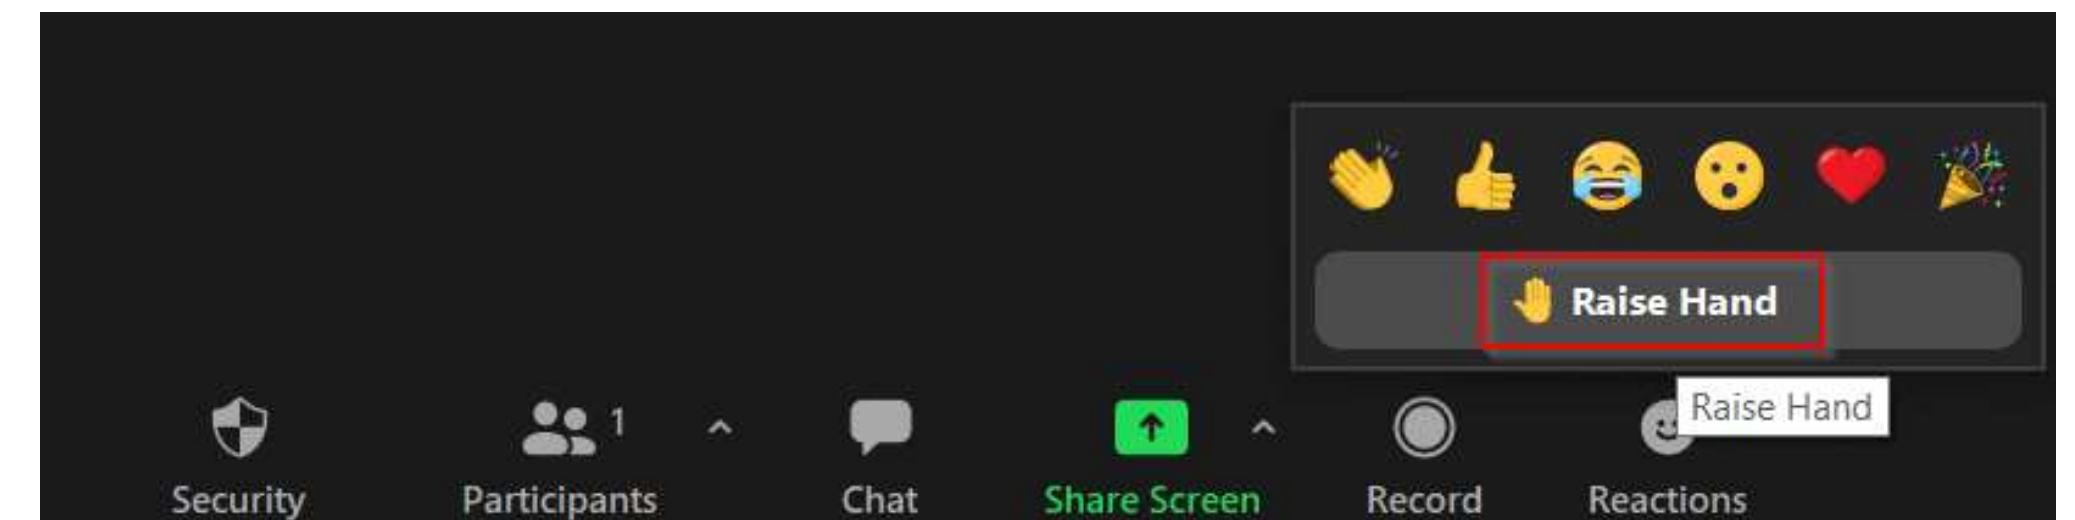 Raise Hand
Raise Hand
1
Security
Participants
Chat
Share Screen
Record
Reactions